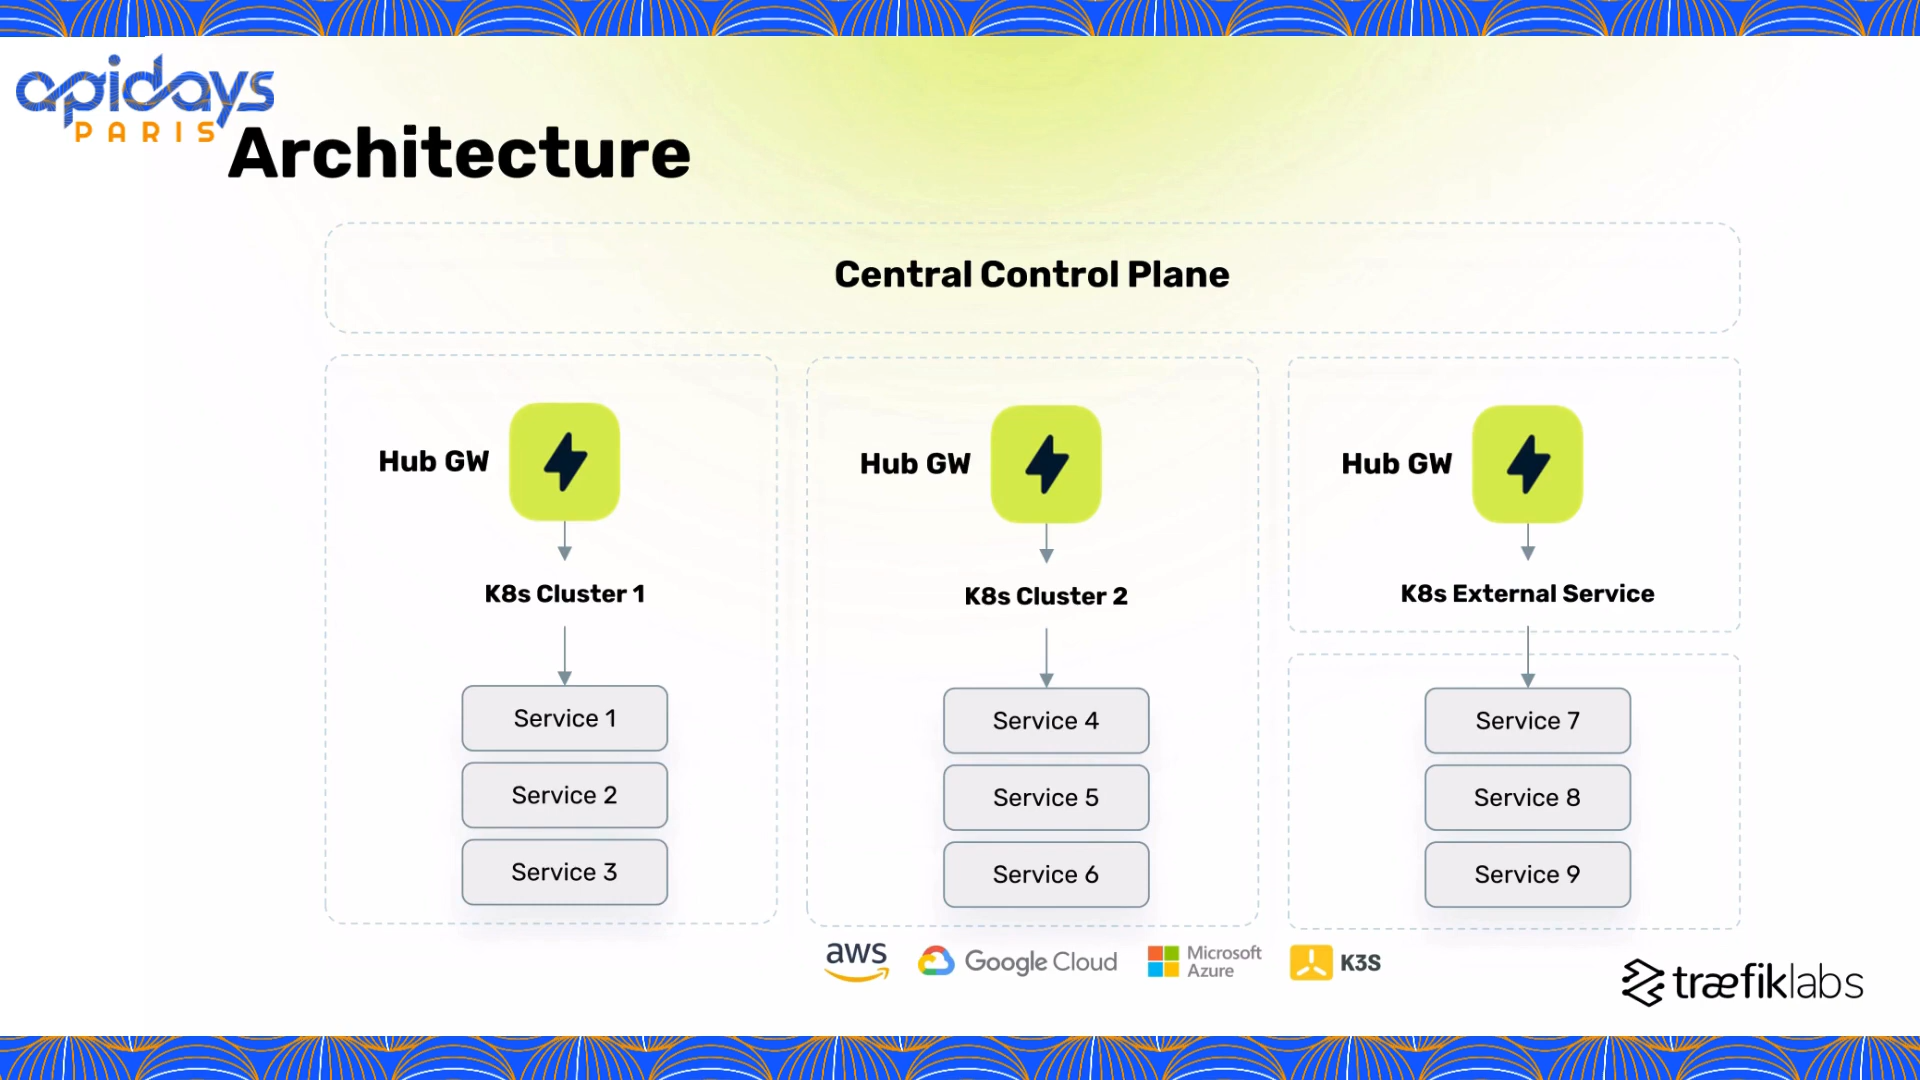 apidays
PARIS
Architecture
Central Control Plane
Hub GW
K8s Cluster 1
Service 1
Service 2
Service 3
Hub GW
K8s Cluster 2
Service 4
Service 5
Service 6
Hub GW
K8s External Service
Service 7
Service 8
Service 9
aws
Google Cloud
Microsoft
Azure
K3S
træfiklabs